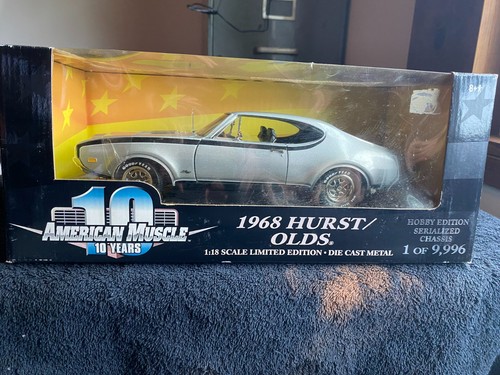 8+
10
AMERICAN MUSCLE
10 YEARS
1968 HURST/
OLDS®
1:18 SCALE LIMITED EDITION • DIE CAST METAL
HOBBY EDITION
SERIALIZED
CHASSIS
1 OF 9,996